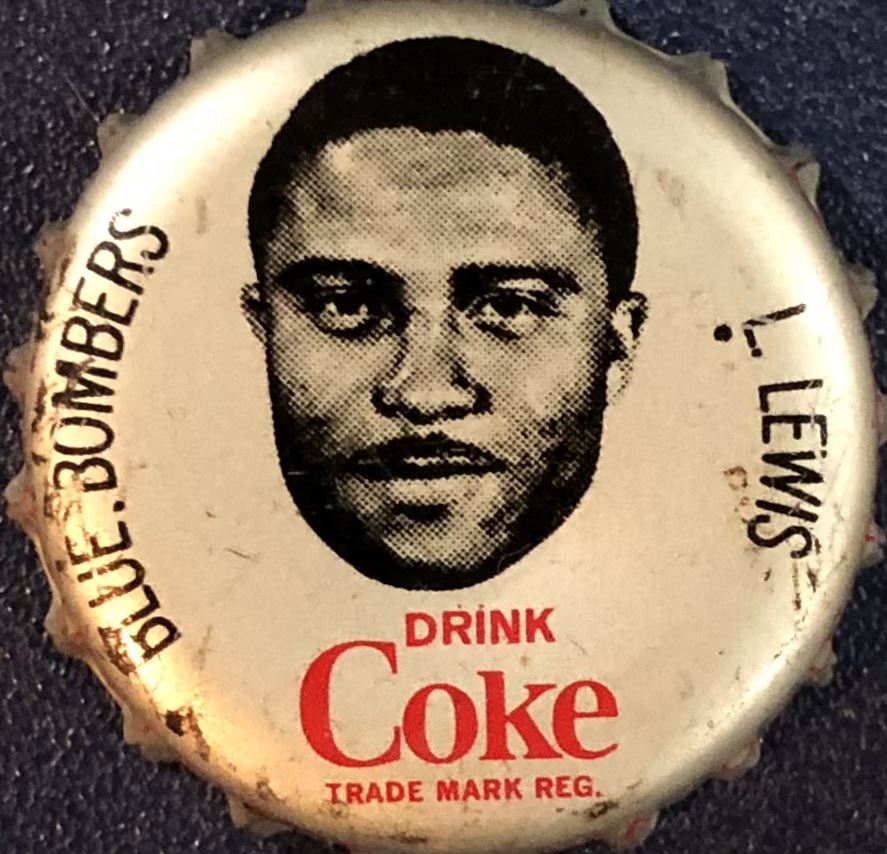 BLUE.BOMBERS
L. LEWIS
DRINK
Coke
TRADE MARK REG.